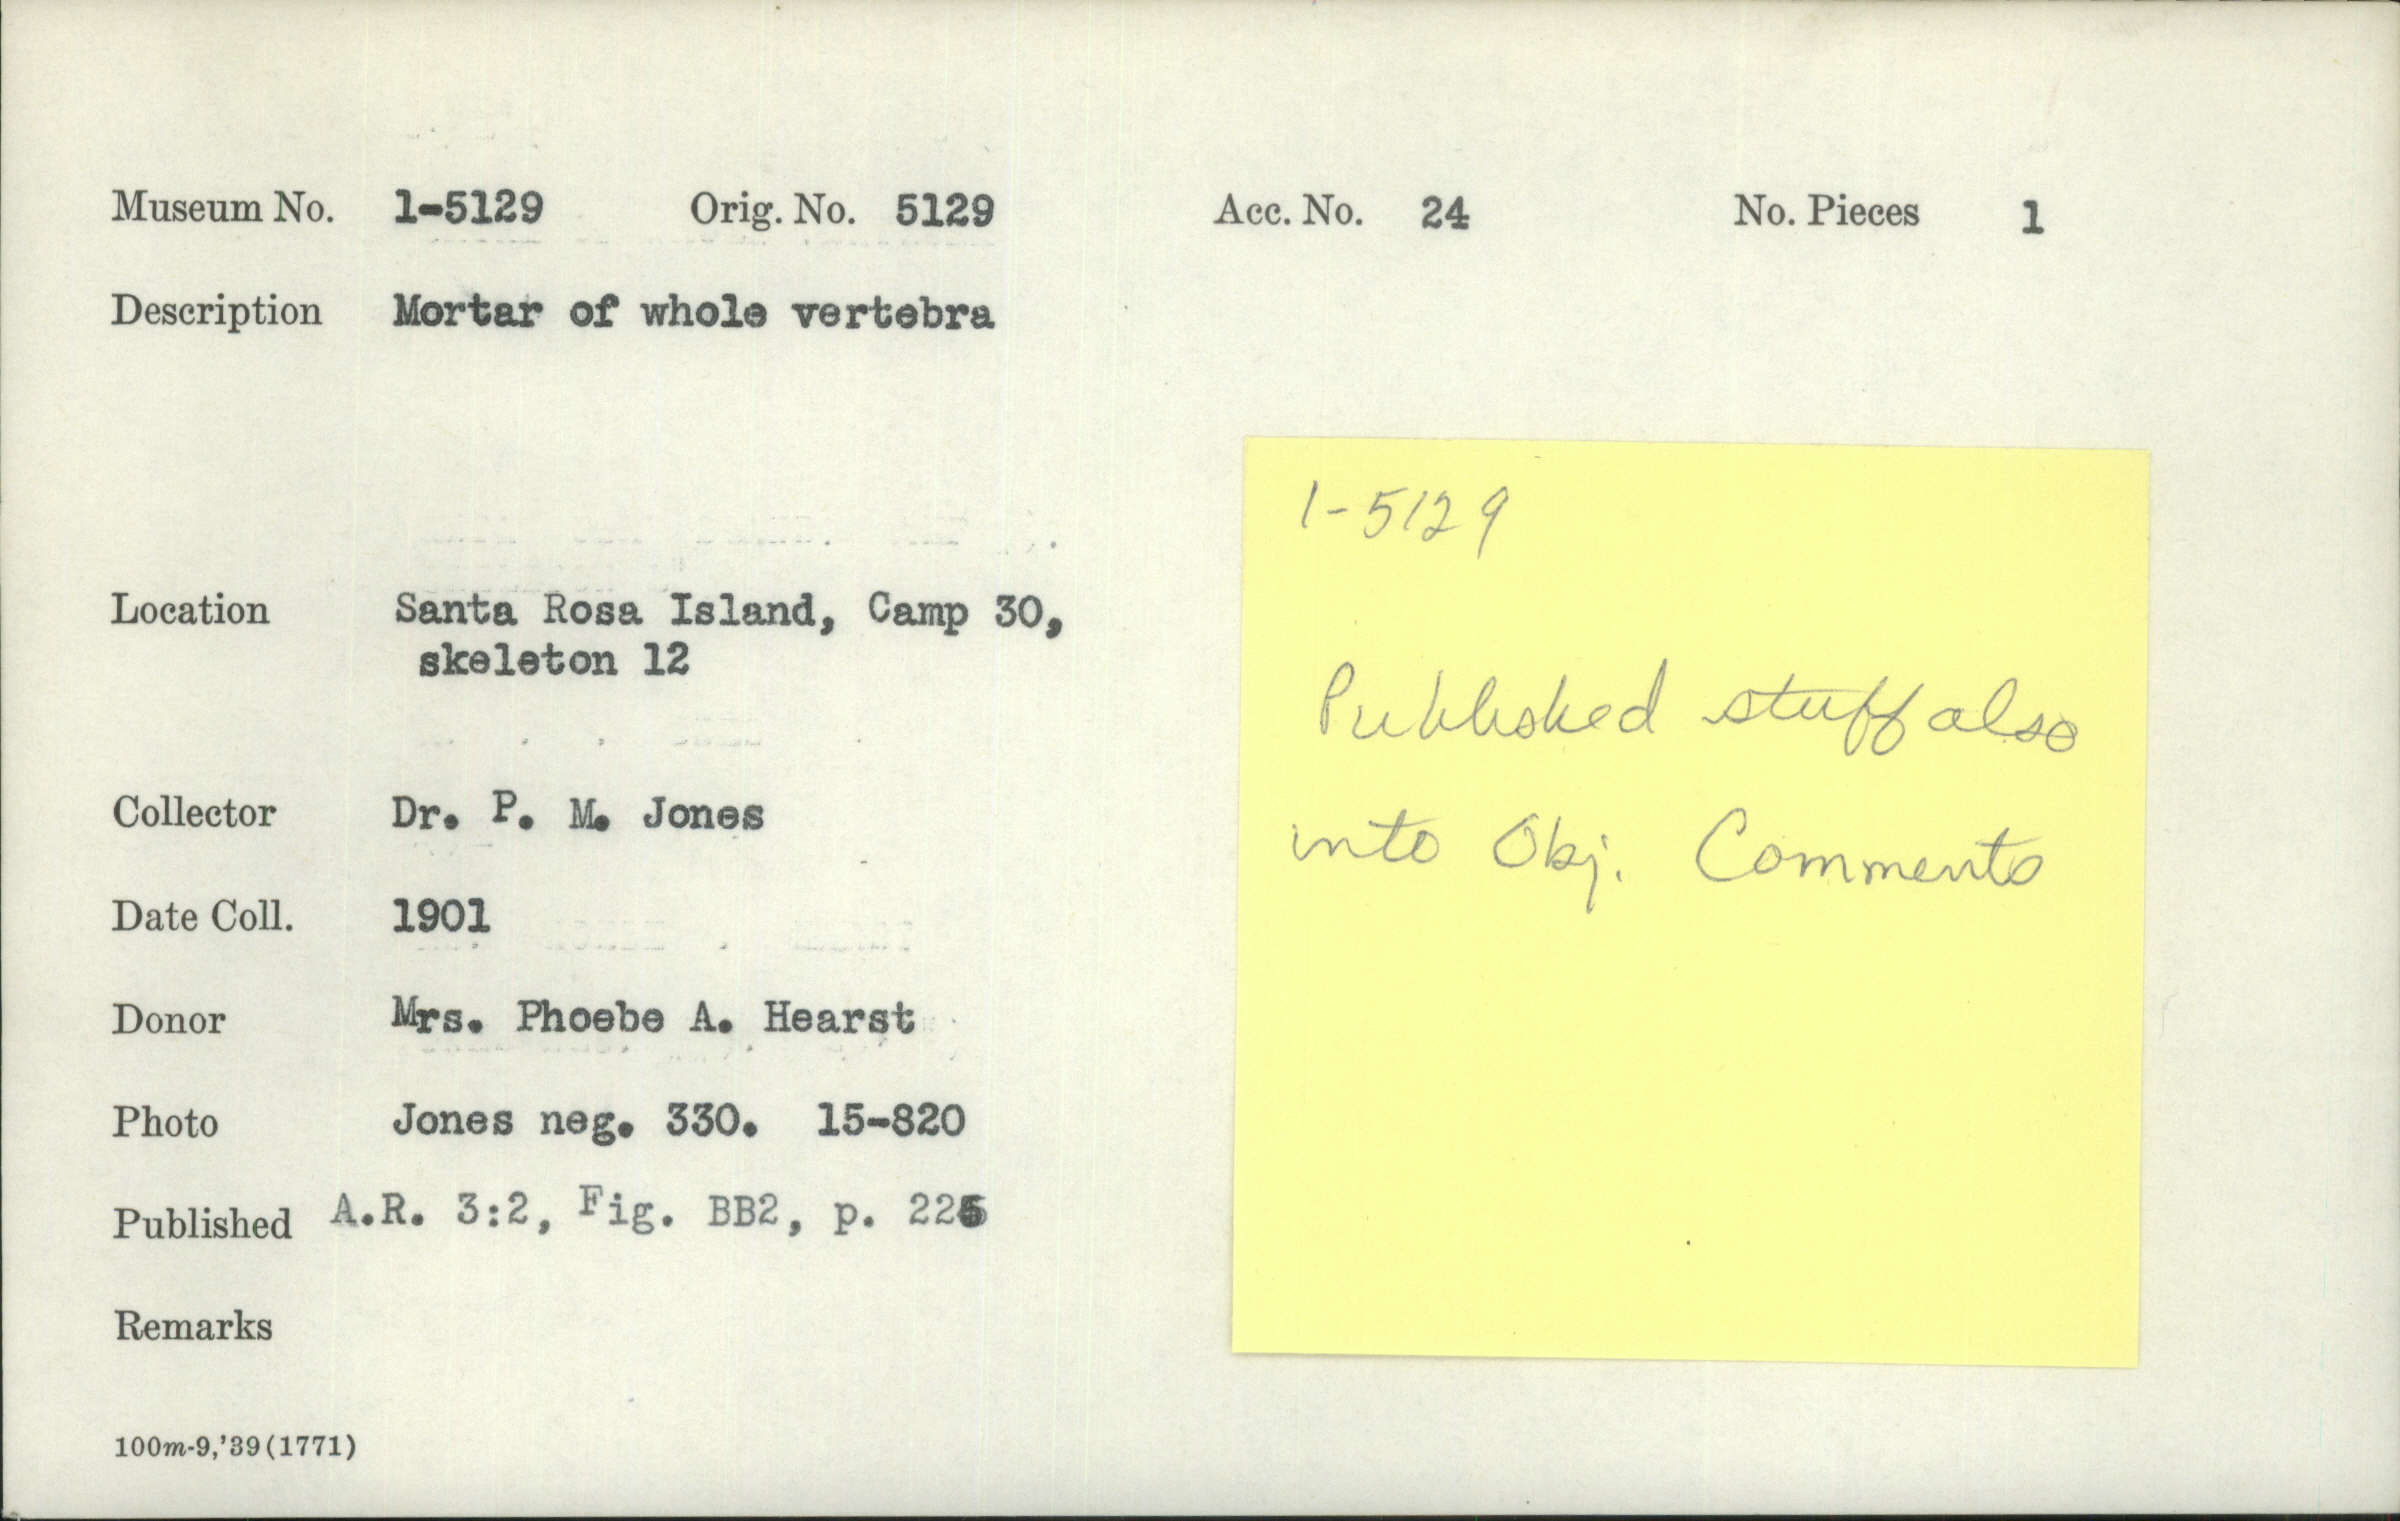 Museum No. 1-5129 Orig. No. 5129 Acc. No. 24 No. Pieces 1
Description Mortar of whole vertebra
Location Santa Rosa Island, Camp 30,
skeleton 12
Collector Dr. P. M. Jones
Date Coll. 1901
Donor Mrs. Phoebe A. Hearst
Photo Jones neg. 330. 15-820
Published A.R. 3:2, Fig. BB2, p.
Remarks
100m-9,'39(1771)
1-5129
Published stuff also
into Obj. Comments